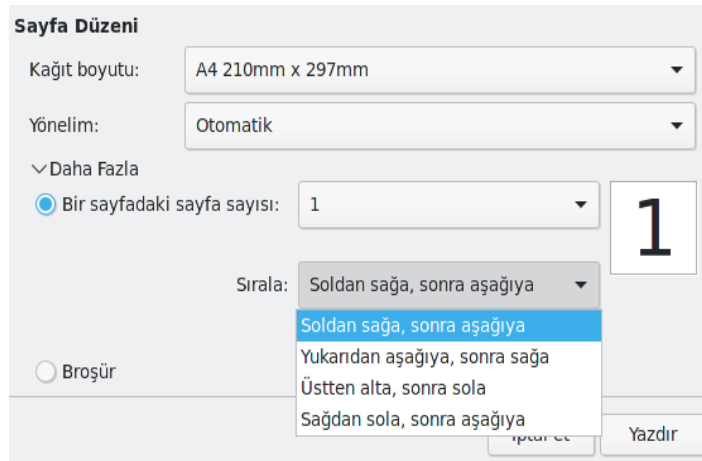 Sayfa Düzeni
Kağıt boyutu: A4 210mm x 297mm
Yönelim: Otomatik
Daha Fazla
Bir sayfadaki sayfa sayısı: 1
1
Sırala: Soldan sağa, sonra aşağıya
Soldan sağa, sonra aşağıya
Yukarıdan aşağıya, sonra sağa
Üstten alta, sonra sola
Sağdan sola, sonra aşağıya
Broşür
Yazdır